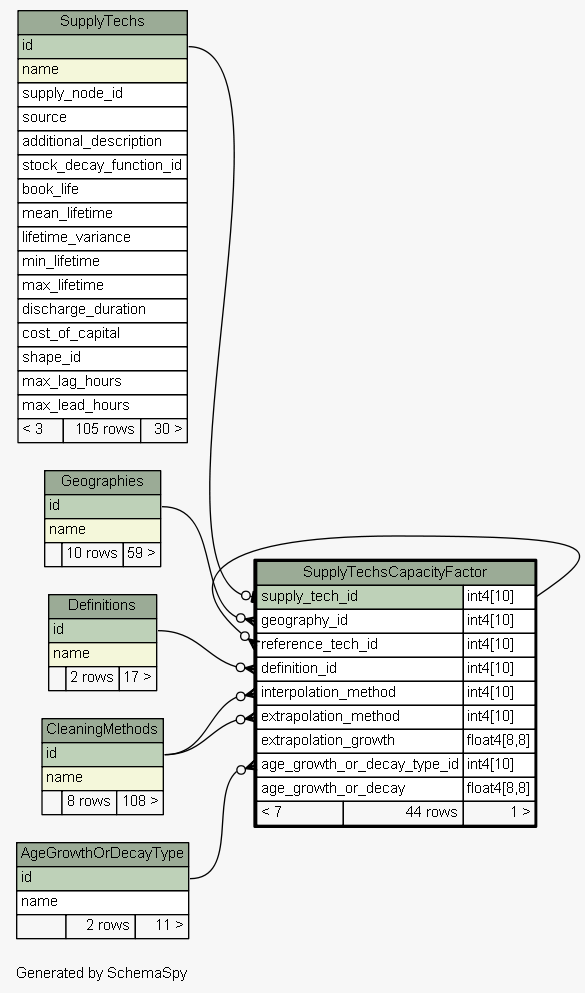 SupplyTechs
id
name
supply_node_id
source
additional_description
stock_decay_function_id
book_life
mean_lifetime
lifetime_variance
min_lifetime
max_lifetime
discharge_duration
cost_of_capital
shape_id
max_lag_hours
max_lead_hours
< 3 105 rows 30 >
Geographies
id
name
10 rows 59 >
Definitions
id
name
2 rows 17 >
CleaningMethods
id
name
8 rows 108 >
AgeGrowthOrDecayType
id
name
2 rows 11 >
SupplyTechsCapacityFactor
supply_tech_id int4[10]
geography_id int4[10]
reference_tech_id int4[10]
definition_id int4[10]
interpolation_method int4[10]
extrapolation_method int4[10]
extrapolation_growth float4[8,8]
age_growth_or_decay_type_id int4[10]
age_growth_or_decay float4[8,8]
< 7 44 rows 1 >
Generated by SchemaSpy